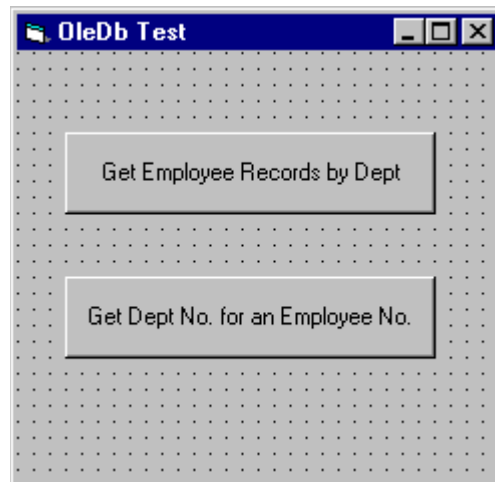 OleDb Test
Get Employee Records by Dept
Get Dept No. for an Employee No.